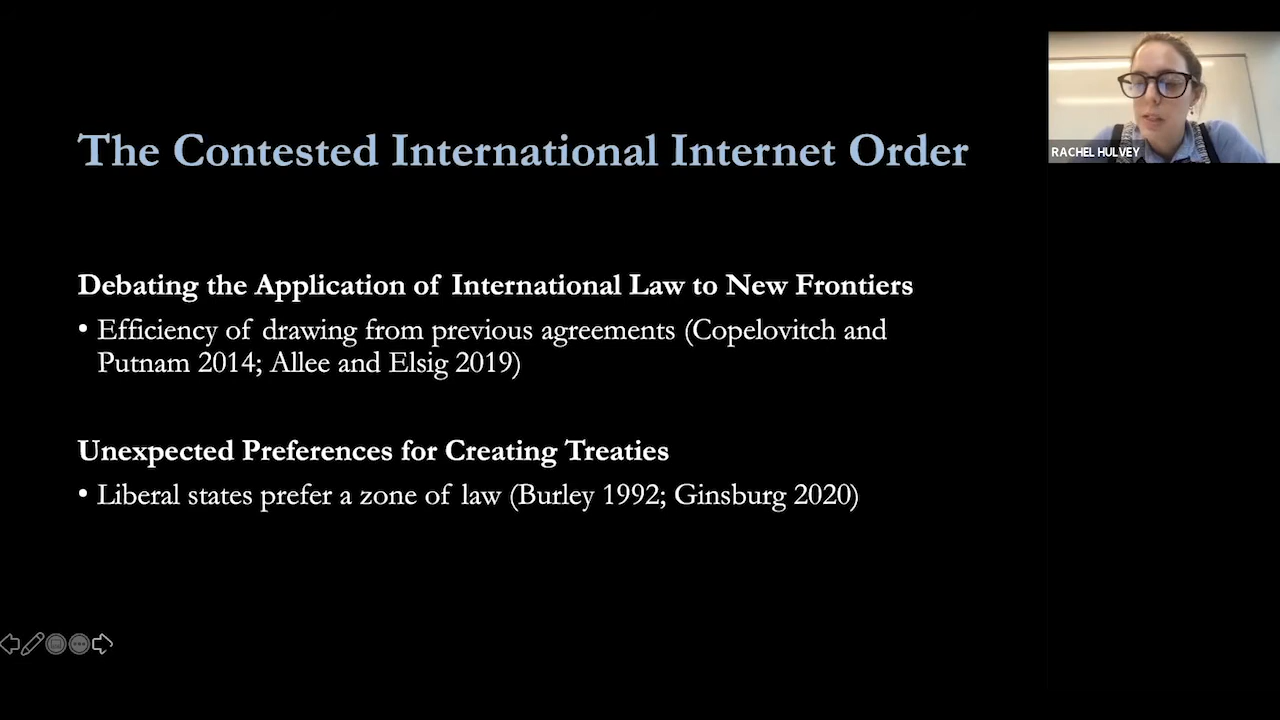 The Contested International Internet Order
RACHEL HULVEY
Debating the Application of International Law to New Frontiers
• Efficiency of drawing from previous agreements (Copelovitch and
Putnam 2014; Allee and Elsig 2019)
Unexpected Preferences for Creating Treaties
• Liberal states prefer a zone of law (Burley 1992; Ginsburg 2020)